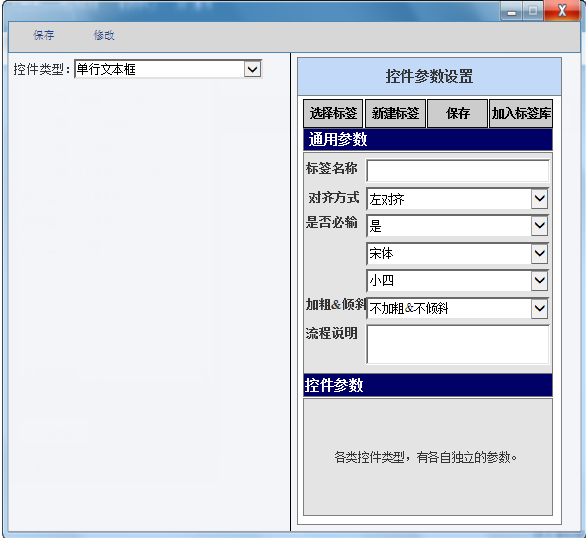 保存 修改
控件类型: 单行文本框
控件参数设置
选择标签 新建标签 保存 加入标签库
通用参数
标签名称
对齐方式 左对齐
是否必输 是
宋体
小四
加粗&倾斜 不加粗&不倾斜
流程说明
控件参数
各类控件类型，有各自独立的参数。